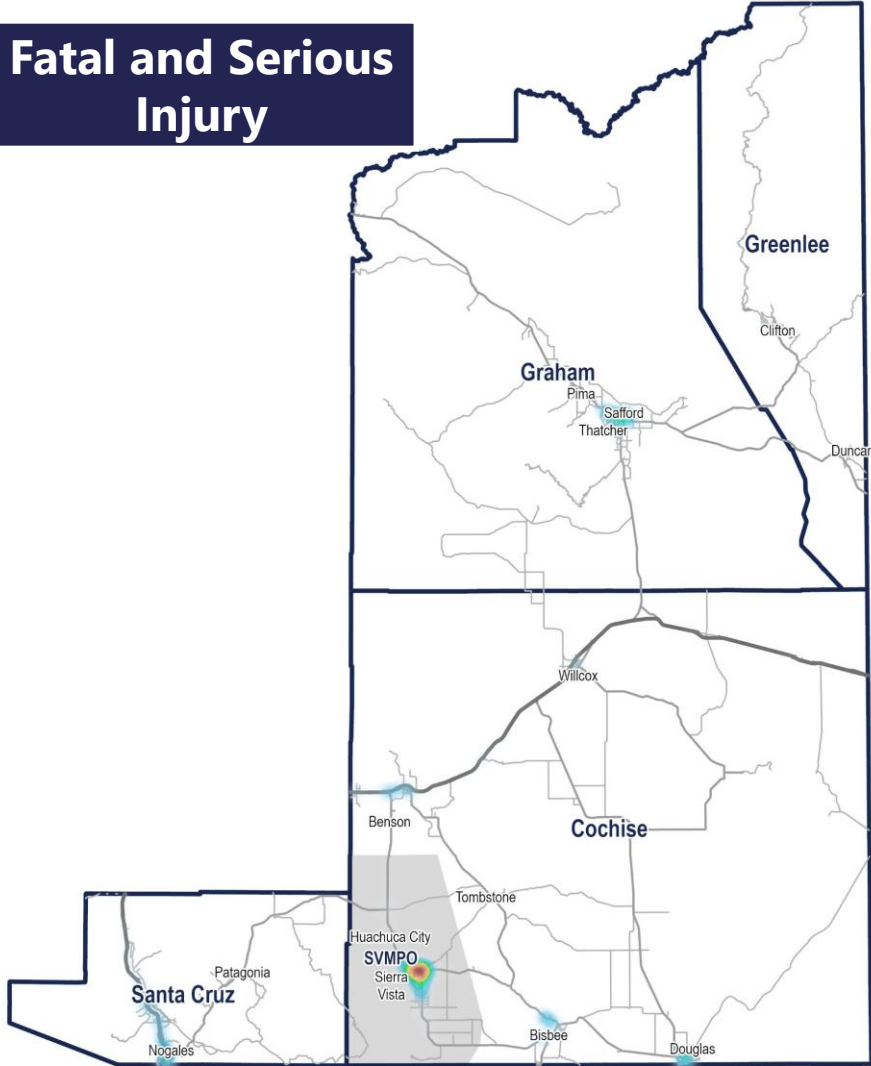 Fatal and Serious
Injury
Greenlee
Clifton
Graham
Pima
Safford
Thatcher
Duncan
Willcox
Benson
Cochise
Tombstone
Huachuca City
SVMPO
Sierra
Vista
Patagonia
Santa Cruz
Bisbee
Nogales
Douglas